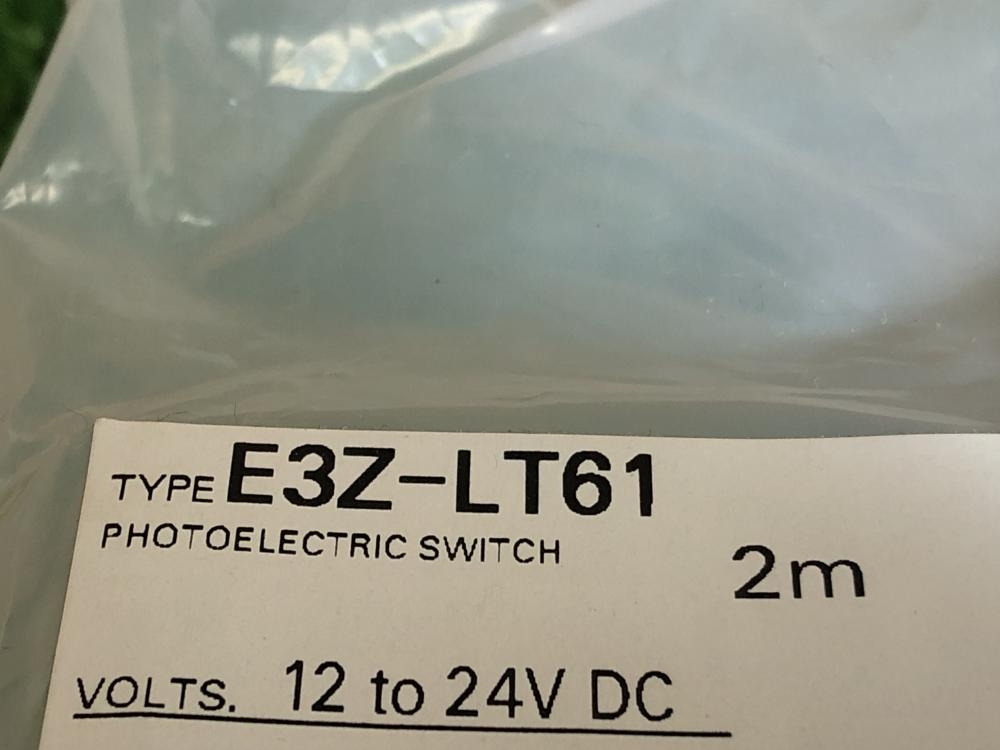 TYPE E3Z-LT61
PHOTOELECTRIC SWITCH
2m
VOLTS. 12 to 24V DC